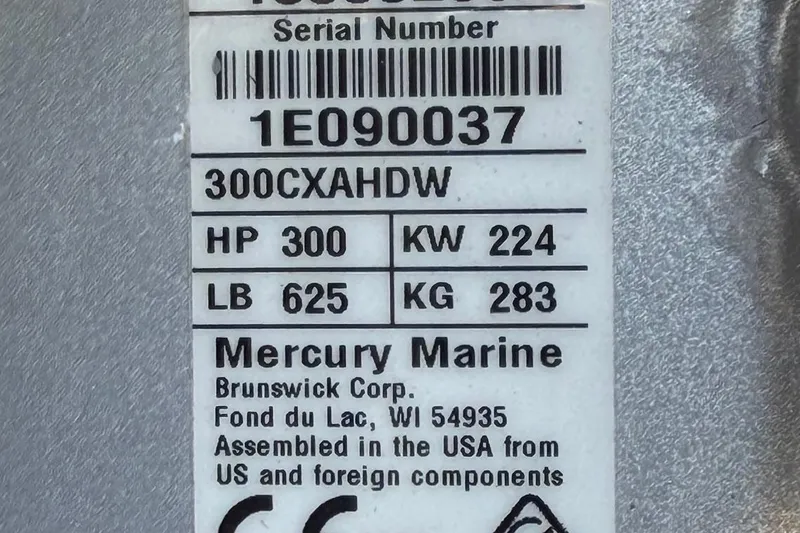 Serial Number
1E090037
300CXAHDW
HP 300 KW 224
LB 625 KG 283
Mercury Marine
Brunswick Corp.
Fond du Lac, WI 54935
Assembled in the USA from
US and foreign components
CE